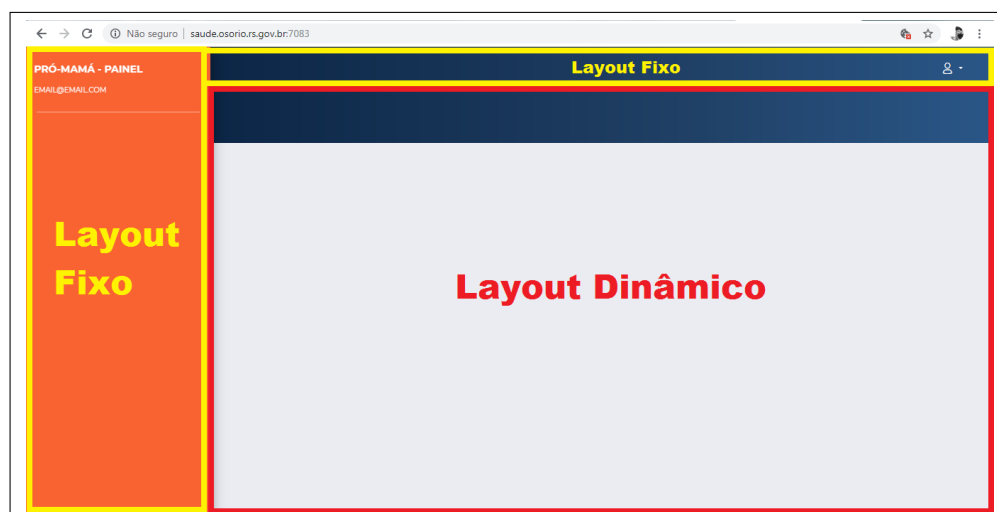 Não seguro | saude.osorio.rs.gov.br:7083
PRÓ-MAMÁ - PAINEL
EMAIL@EMAIL.COM
Layout Fixo
Layout
Fixo
Layout Dinâmico